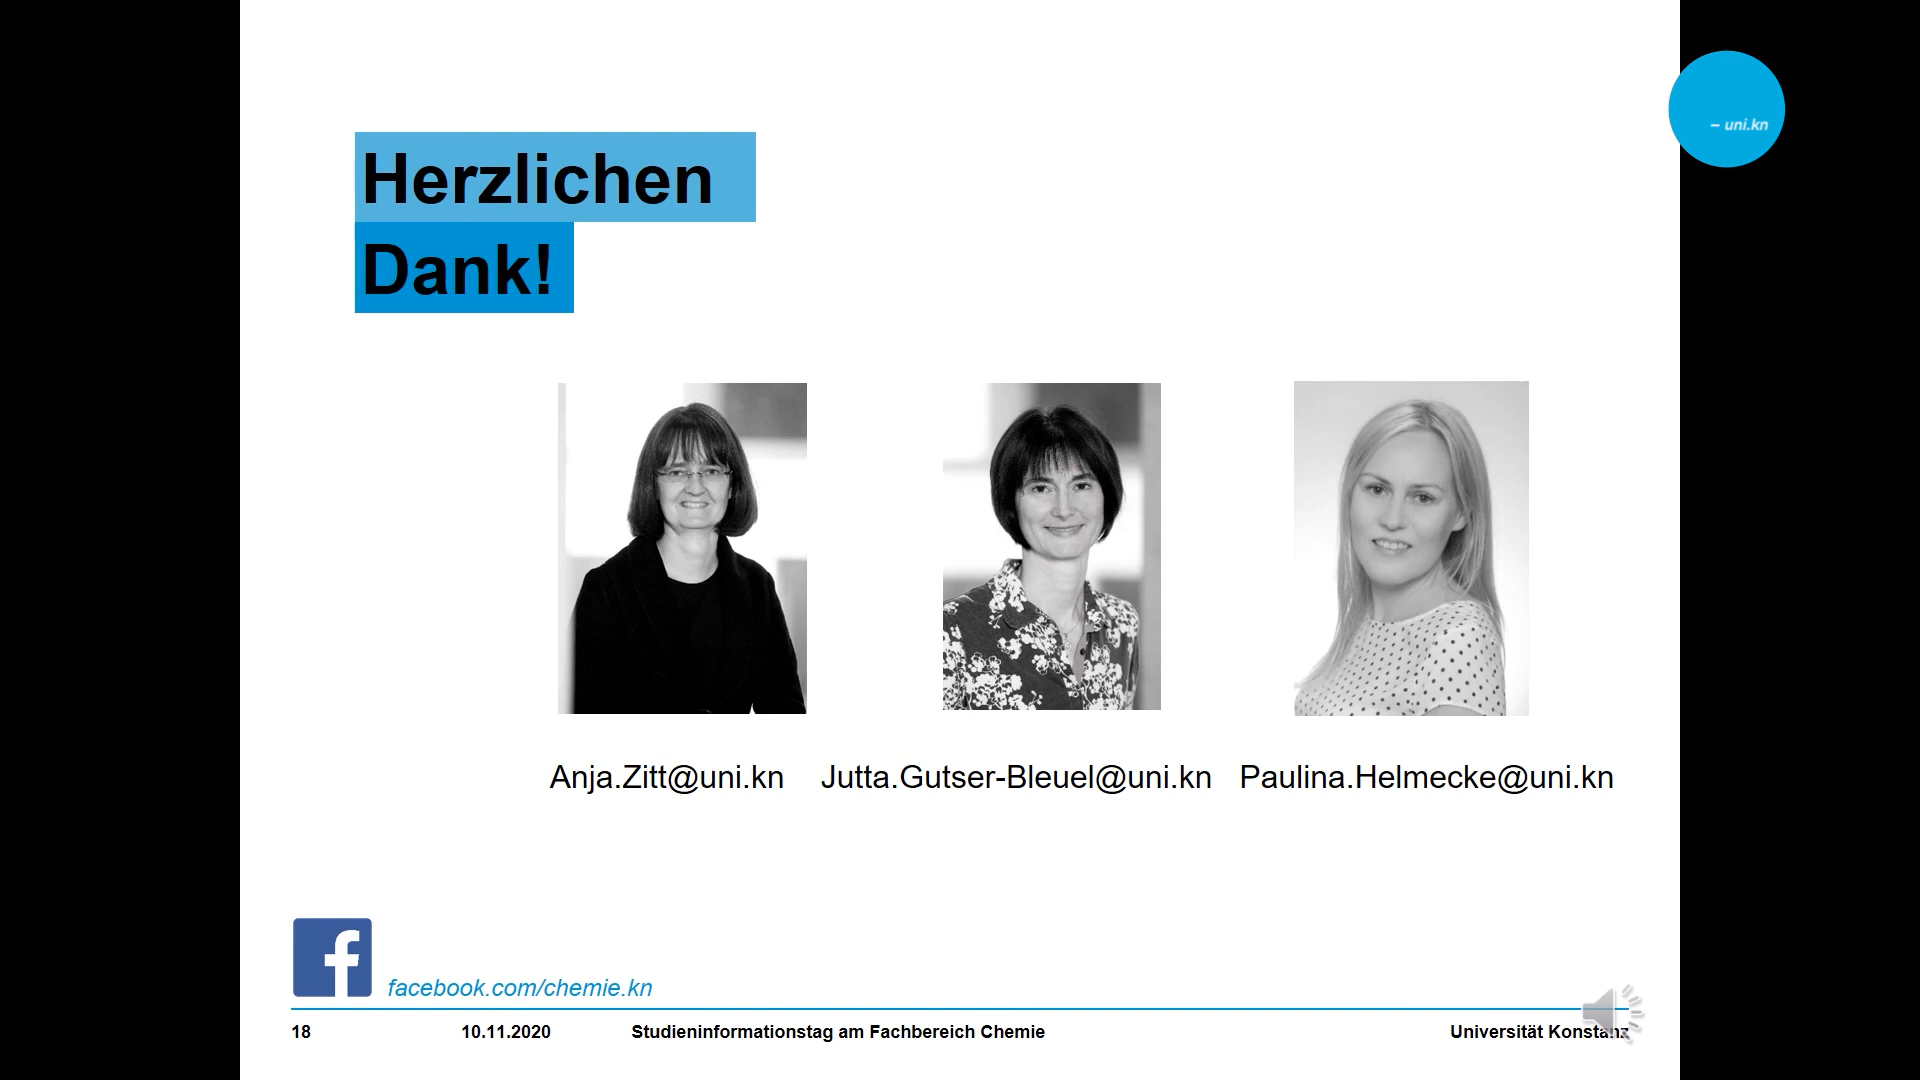 – uni.kn
Herzlichen
Dank!
Anja.Zitt@uni.kn
Jutta.Gutser-Bleuel@uni.kn
Paulina.Helmecke@uni.kn
f
facebook.com/chemie.kn
18
10.11.2020
Studieninformationstag am Fachbereich Chemie
Universität Konstanz